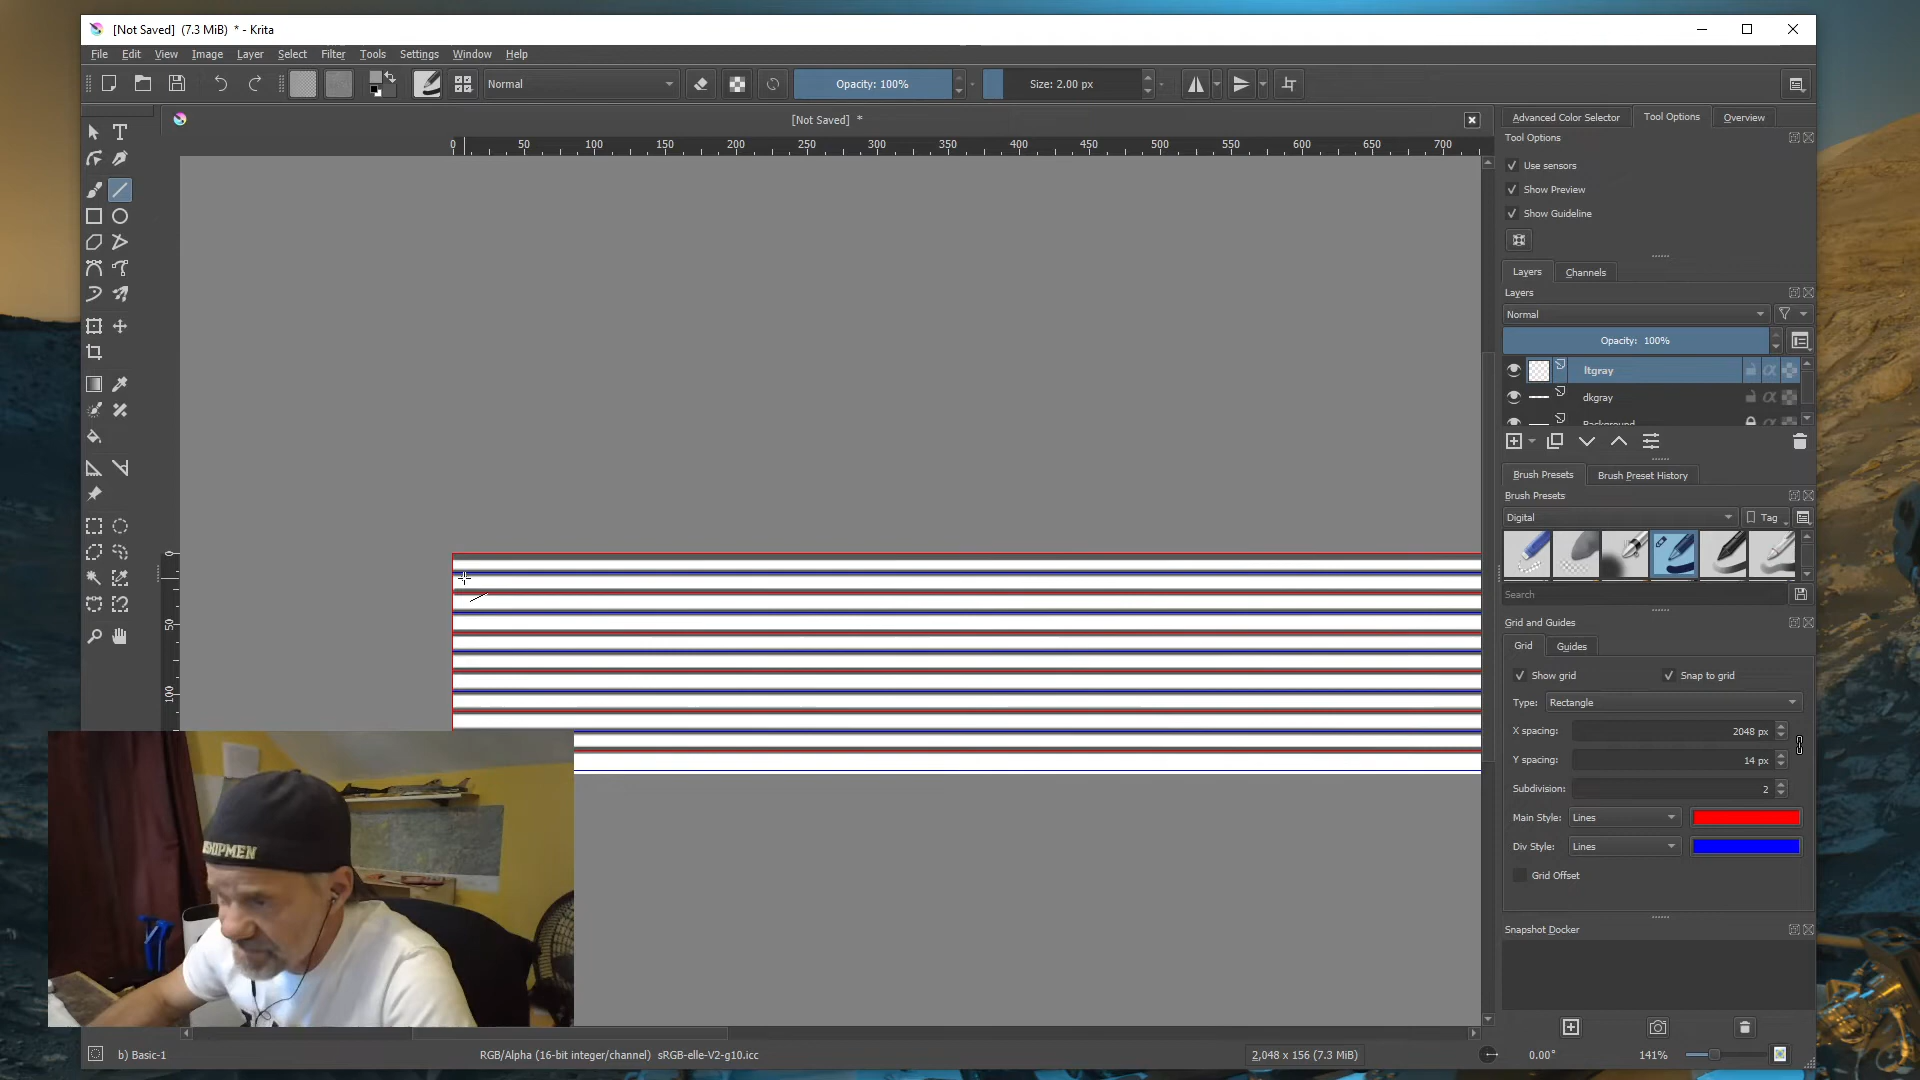 [Not Saved] (7.3 MiB) * - Krita
File Edit View Image Layer Select Filter Tools Settings Window Help
Normal
Opacity: 100%
Size: 2.00 px
[Not Saved] *
0 50 100 150 200 250 300 350 400 450 500 550 600 650 700
0
50
100
Advanced Color Selector
Tool Options
Overview
Tool Options
Use sensors
Show Preview
Show Guideline
Layers
Channels
Layers
Normal
Opacity: 100%
ltgray
dkgray
Background
Brush Presets
Brush Preset History
Brush Presets
Digital
Tag
Search
Grid and Guides
Grid
Guides
Show grid
Snap to grid
Type: Rectangle
X spacing: 2048 px
Y spacing: 14 px
Subdivision: 2
Main Style: Lines
Div Style: Lines
Grid Offset
Snapshot Docker
SHIPMEN
b) Basic-1
RGB/Alpha (16-bit integer/channel) sRGB-elle-V2-g10.icc
2,048 x 156 (7.3 MiB)
0.00°
141%